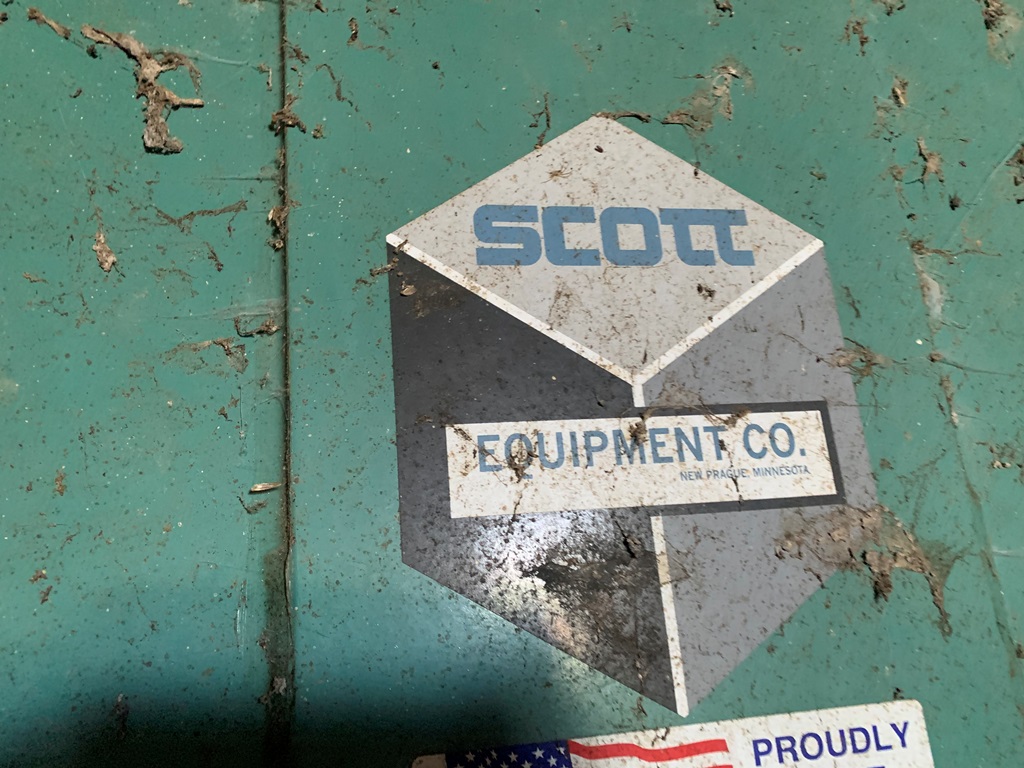 SCOTT
EQUIPMENT CO.
NEW PRAGUE, MINNESOTA
PROUDLY